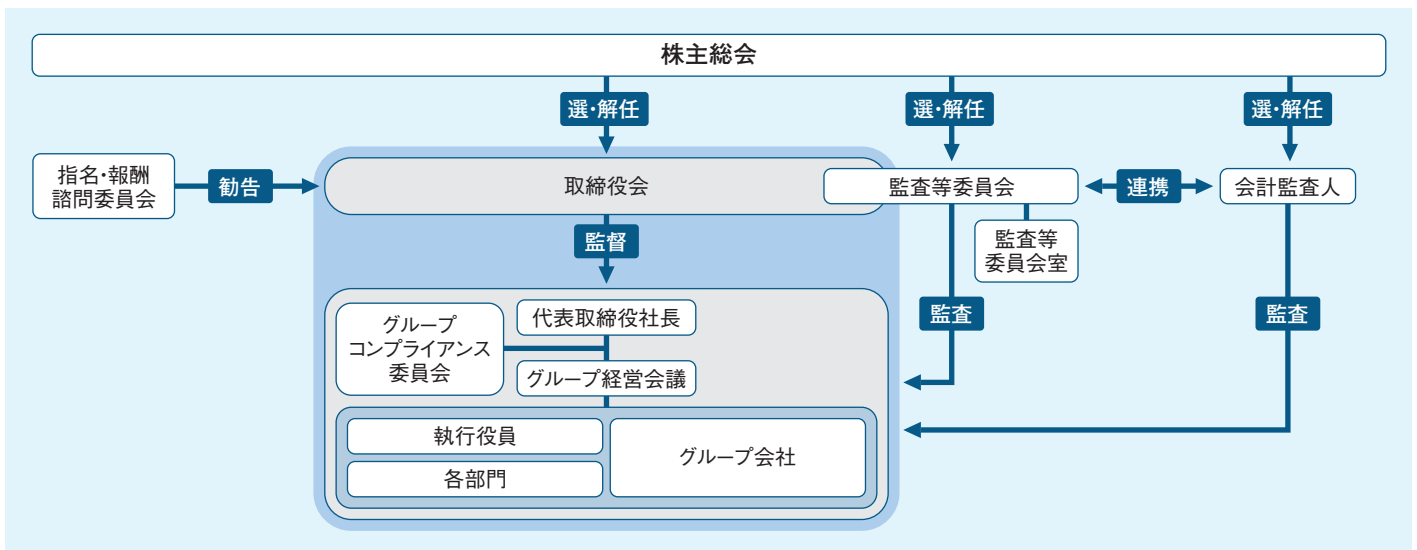 株主総会
選・解任
選・解任
選・解任
指名・報酬
諮問委員会
勧告
取締役会
監査等委員会
連携
会計監査人
監督
監査等
委員会室
監査
監査
グループ
コンプライアンス
委員会
代表取締役社長
グループ経営会議
執行役員
各部門
グループ会社